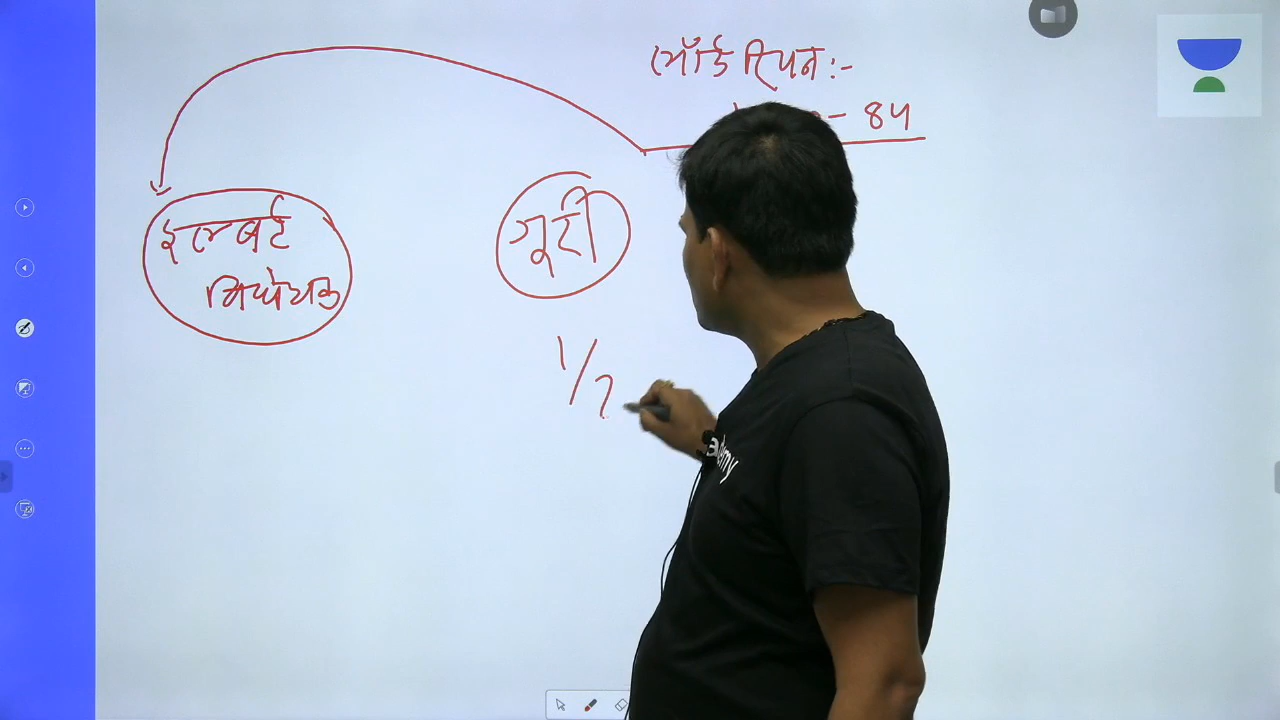 लॉर्ड रिपन :-
- 84
इल्बर्ट
विधेयक
जूरी
1/2